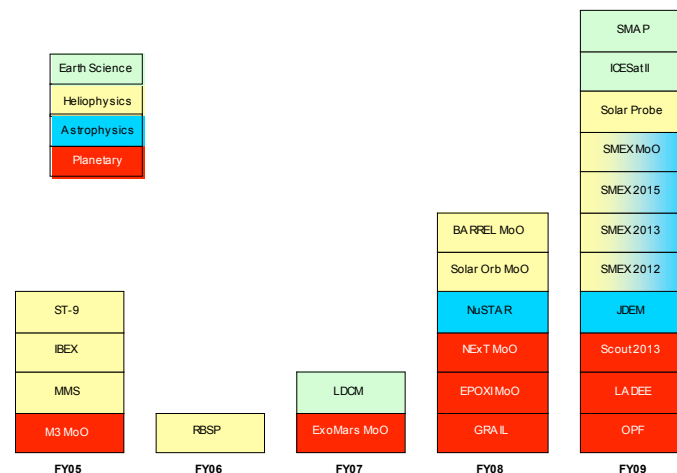 Earth Science
Heliophysics
Astrophysics
Planetary
ST-9
IBEX
MMS
M3 MoO
FY05
RBSP
FY06
LDCM
ExoMars MoO
FY07
BARREL MoO
Solar Orb MoO
NuSTAR
NExT MoO
EPOXI MoO
GRAIL
FY08
SMAP
ICESat II
Solar Probe
SMEX MoO
SMEX 2015
SMEX 2013
SMEX 2012
JDEM
Scout 2013
LADEE
OPF
FY09